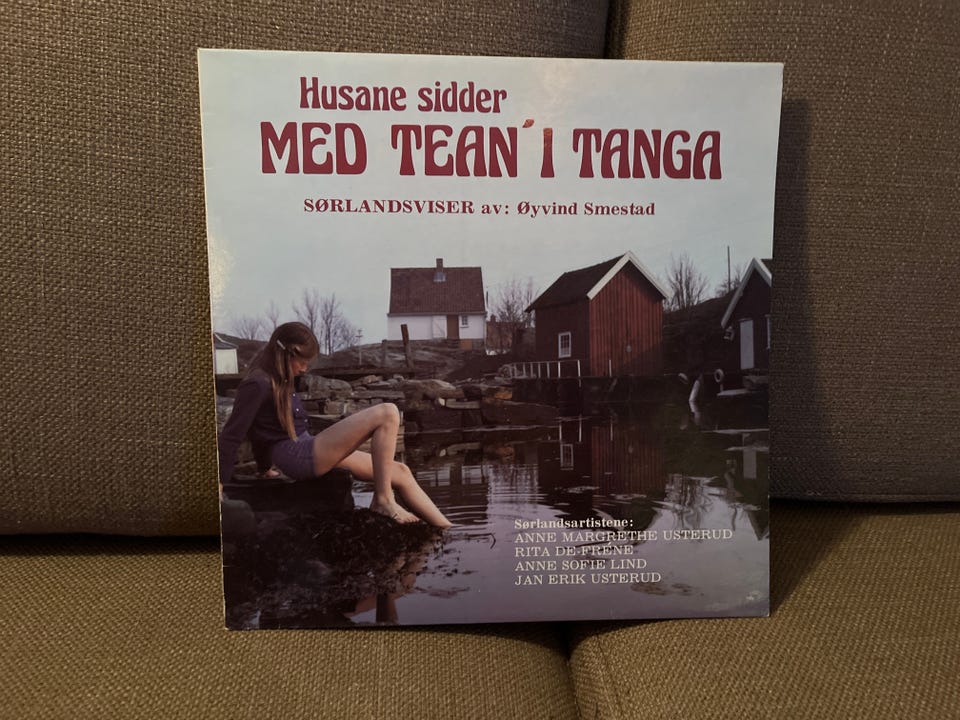 Husane sidder
MED TEAN´I TANGA
SØRLANDSVISER av: Øyvind Smestad
Sørlandsartistene:
ANNE MARGRETHE USTERUD
RITA DE-FRÉNE
ANNE SOFIE LIND
JAN ERIK USTERUD